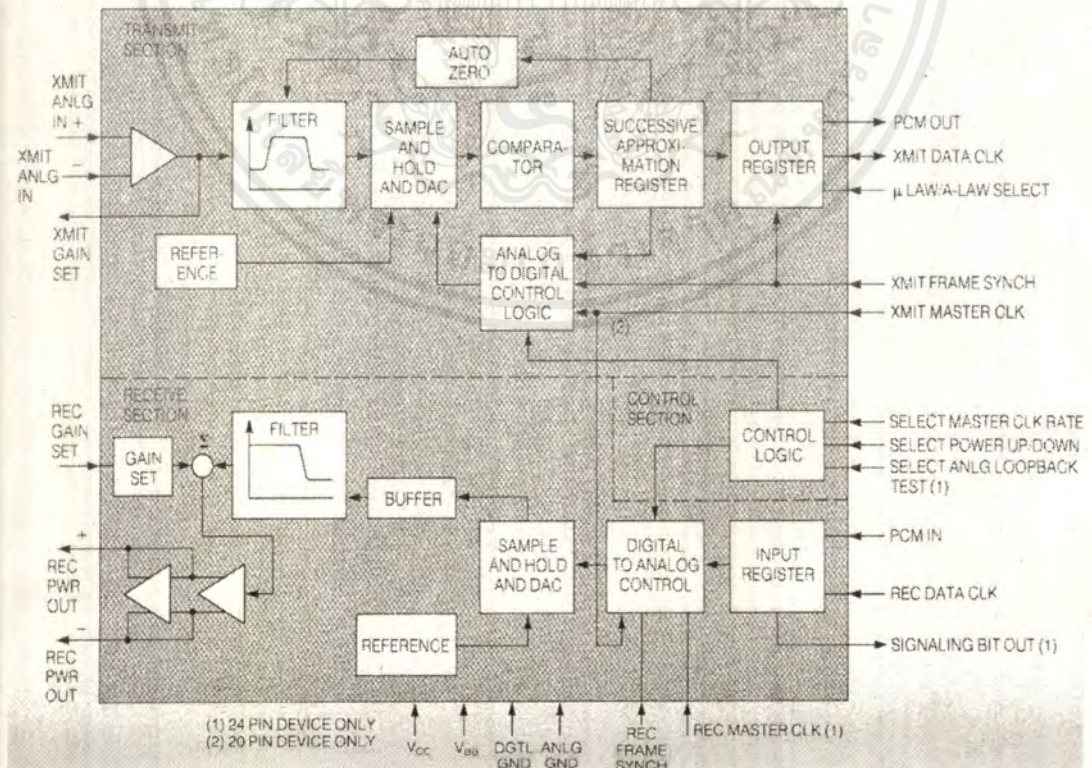 TRANSMIT
SECTION
AUTO
ZERO
XMIT
ANLG
IN +
XMIT
ANLG
IN
−
XMIT
GAIN
SET
FILTER
SAMPLE
AND
HOLD
AND DAC
COMPARA-
TOR
SUCCESSIVE
APPROXI-
MATION
REGISTER
OUTPUT
REGISTER
PCM OUT
XMIT DATA CLK
µ LAW/A-LAW SELECT
REFER-
ENCE
ANALOG
TO DIGITAL
CONTROL
LOGIC
(2)
XMIT FRAME SYNCH
XMIT MASTER CLK
RECEIVE
SECTION
REC
GAIN
SET
GAIN
SET
FILTER
BUFFER
CONTROL
SECTION
CONTROL
LOGIC
SELECT MASTER CLK RATE
SELECT POWER UP-DOWN
SELECT ANLG LOOPBACK
TEST (1)
+
REC
PWR
OUT
−
REC
PWR
OUT
SAMPLE
AND HOLD
AND DAC
DIGITAL
TO ANALOG
CONTROL
INPUT
REGISTER
PCM IN
REC DATA CLK
SIGNALING BIT OUT (1)
REFERENCE
(1) 24 PIN DEVICE ONLY
(2) 20 PIN DEVICE ONLY
VCC
VBB
DGTL
GND
ANLG
GND
REC
FRAME
SYNCH
REC MASTER CLK (1)